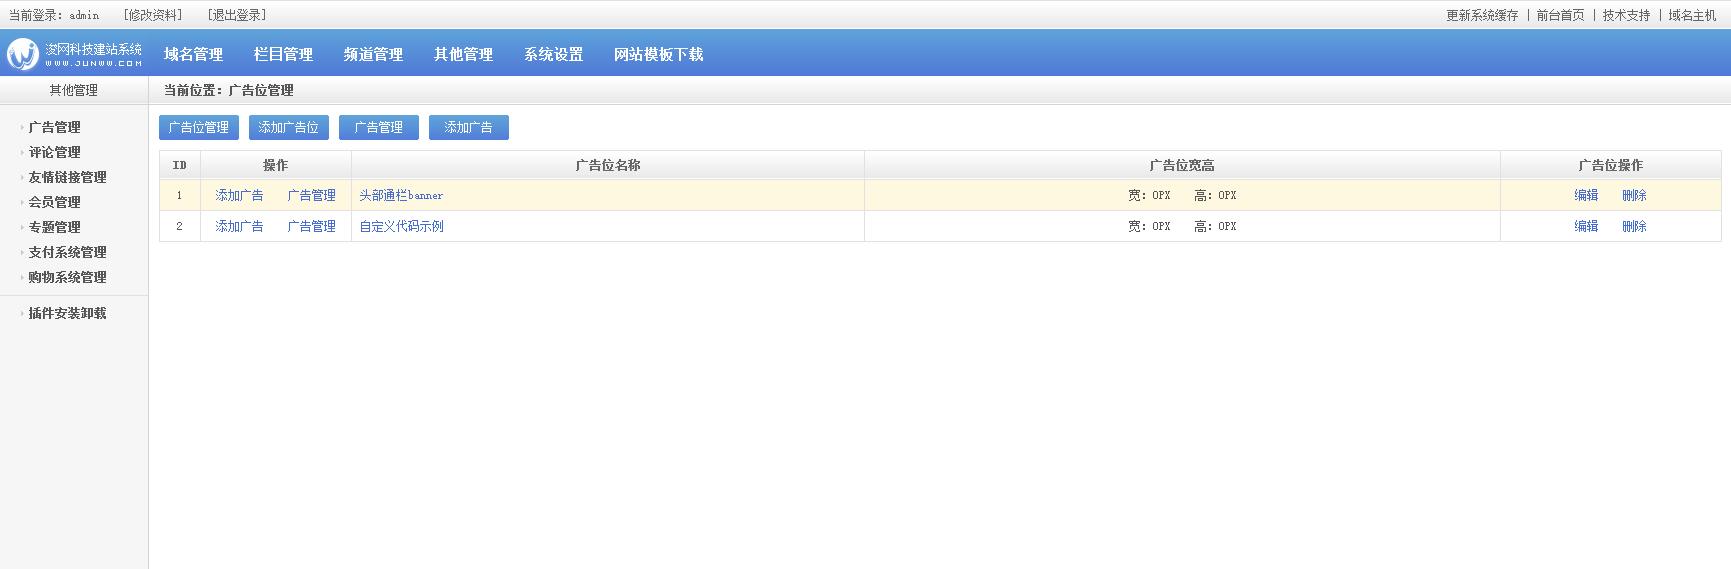 当前登录：admin [修改资料] [退出登录] 更新系统缓存 | 前台首页 | 技术支持 | 域名主机
浚网科技建站系统
WWW.JUNWW.COM
域名管理 栏目管理 频道管理 其他管理 系统设置 网站模板下载
其他管理
当前位置：广告位管理
广告管理
评论管理
友情链接管理
会员管理
专题管理
支付系统管理
购物系统管理
插件安装卸载
广告位管理 添加广告位 广告管理 添加广告
ID 操作 广告位名称 广告位宽高 广告位操作
1 添加广告 广告管理 头部通栏banner 宽：0PX 高：0PX 编辑 删除
2 添加广告 广告管理 自定义代码示例 宽：0PX 高：0PX 编辑 删除